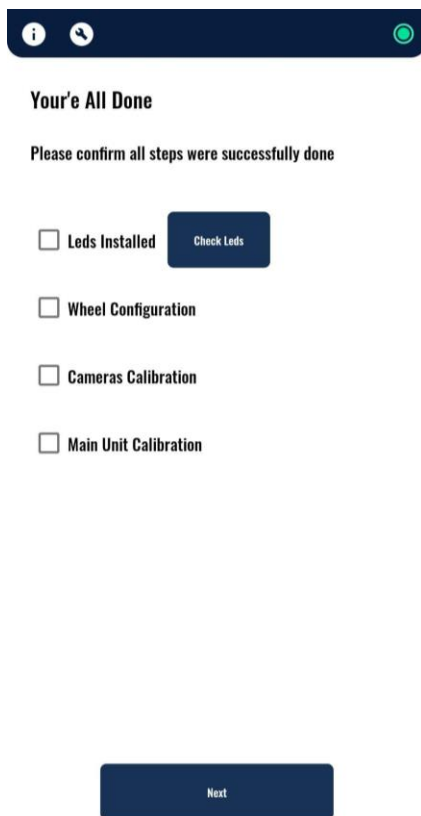 Your'e All Done
Please confirm all steps were successfully done
Leds Installed Check Leds
Wheel Configuration
Cameras Calibration
Main Unit Calibration
Next